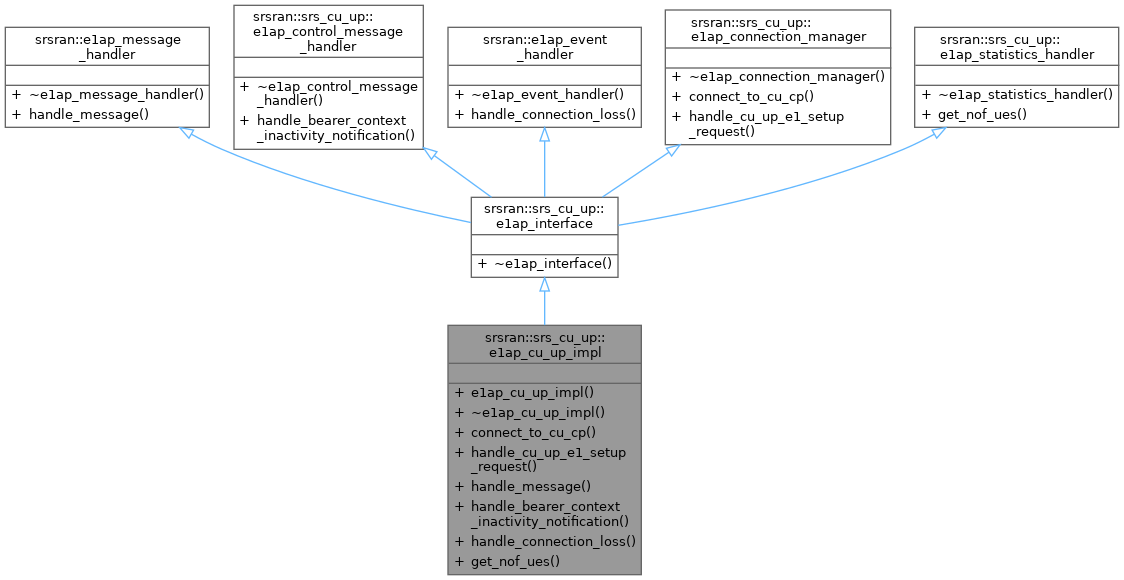 srsran::e1ap_message
_handler
+ ~e1ap_message_handler()
+ handle_message()
srsran::srs_cu_up::
e1ap_control_message
_handler
+ ~e1ap_control_message
_handler()
+ handle_bearer_context
_inactivity_notification()
srsran::e1ap_event
_handler
+ ~e1ap_event_handler()
+ handle_connection_loss()
srsran::srs_cu_up::
e1ap_connection_manager
+ ~e1ap_connection_manager()
+ connect_to_cu_cp()
+ handle_cu_up_e1_setup
_request()
srsran::srs_cu_up::
e1ap_statistics_handler
+ ~e1ap_statistics_handler()
+ get_nof_ues()
srsran::srs_cu_up::
e1ap_interface
+ ~e1ap_interface()
srsran::srs_cu_up::
e1ap_cu_up_impl
+ e1ap_cu_up_impl()
+ ~e1ap_cu_up_impl()
+ connect_to_cu_cp()
+ handle_cu_up_e1_setup
_request()
+ handle_message()
+ handle_bearer_context
_inactivity_notification()
+ handle_connection_loss()
+ get_nof_ues()